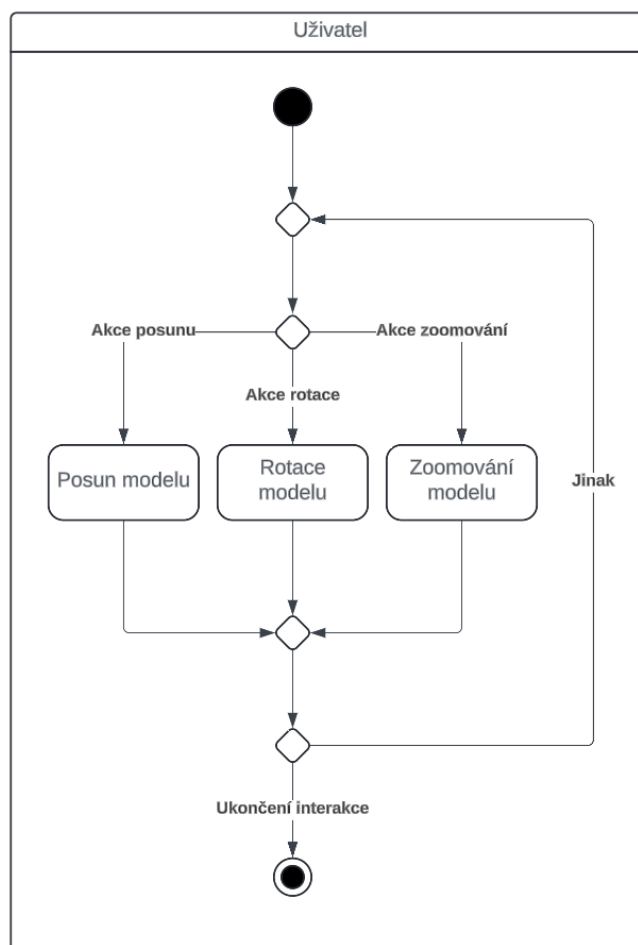 Uživatel
Akce posunu
Akce zoomování
Akce rotace
Posun modelu
Rotace
modelu
Zoomování
modelu
Jinak
Ukončení interakce